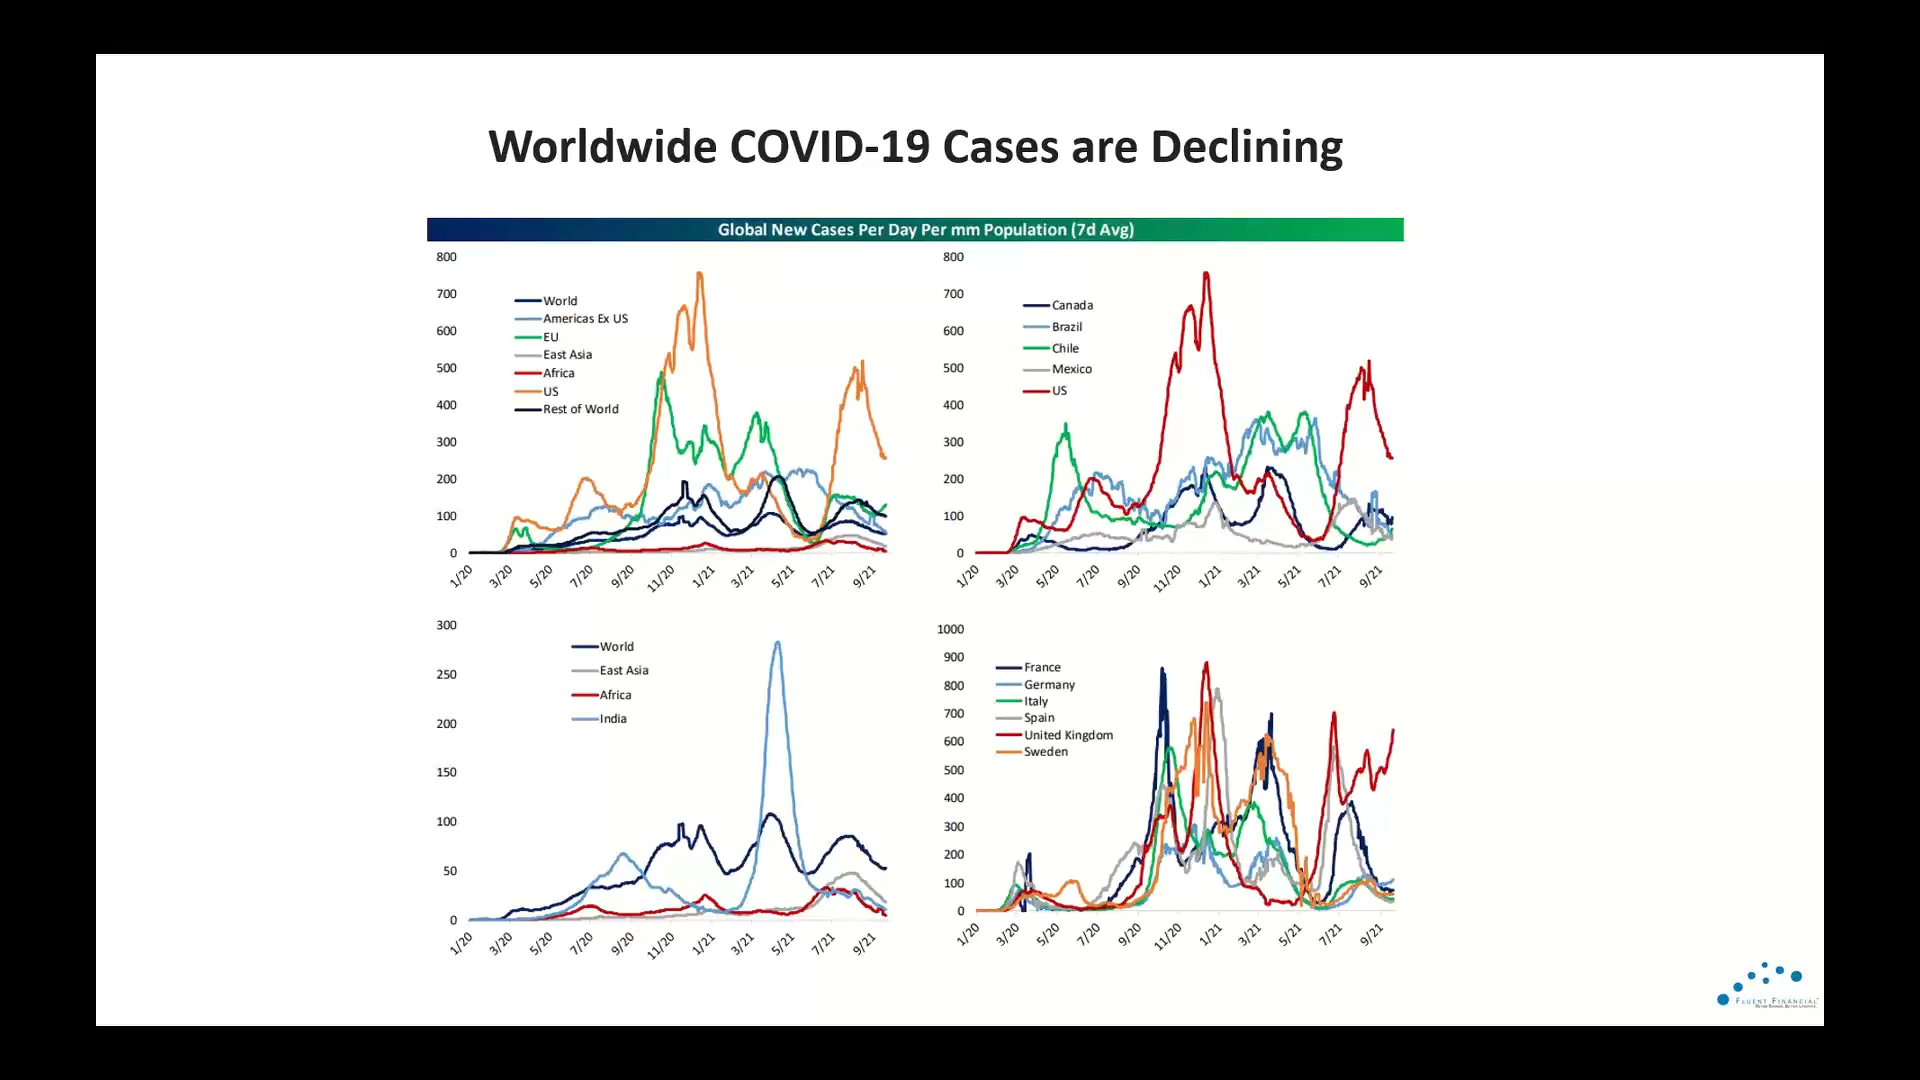 Worldwide COVID-19 Cases are Declining
Global New Cases Per Day Per mm Population (7d Avg)
800
700
600
500
400
300
200
100
0
World
Americas Ex US
EU
East Asia
Africa
US
Rest of World
1/20 3/20 5/20 7/20 9/20 11/20 1/21 3/21 5/21 7/21 9/21
800
700
600
500
400
300
200
100
0
Canada
Brazil
Chile
Mexico
US
1/20 3/20 5/20 7/20 9/20 11/20 1/21 3/21 5/21 7/21 9/21
300
250
200
150
100
50
0
World
East Asia
Africa
India
1/20 3/20 5/20 7/20 9/20 11/20 1/21 3/21 5/21 7/21 9/21
1000
900
800
700
600
500
400
300
200
100
0
France
Germany
Italy
Spain
United Kingdom
Sweden
1/20 3/20 5/20 7/20 9/20 11/20 1/21 3/21 5/21 7/21 9/21
FLUENT FINANCIAL